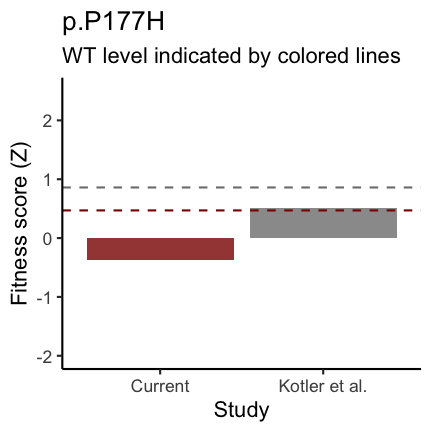 p.P177H
WT level indicated by colored lines
Fitness score (Z)
2
1
0
-1
-2
Current
Kotler et al.
Study